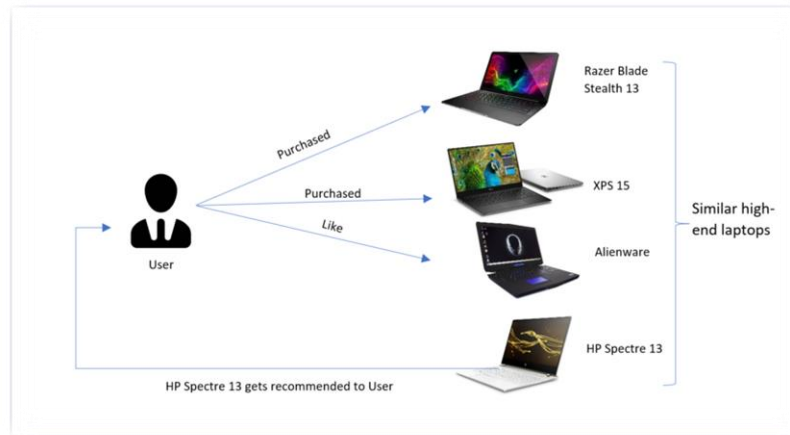 Razer Blade
Stealth 13
Purchased
Purchased
XPS 15
Like
Similar high-
end laptops
Alienware
User
HP Spectre 13
HP Spectre 13 gets recommended to User